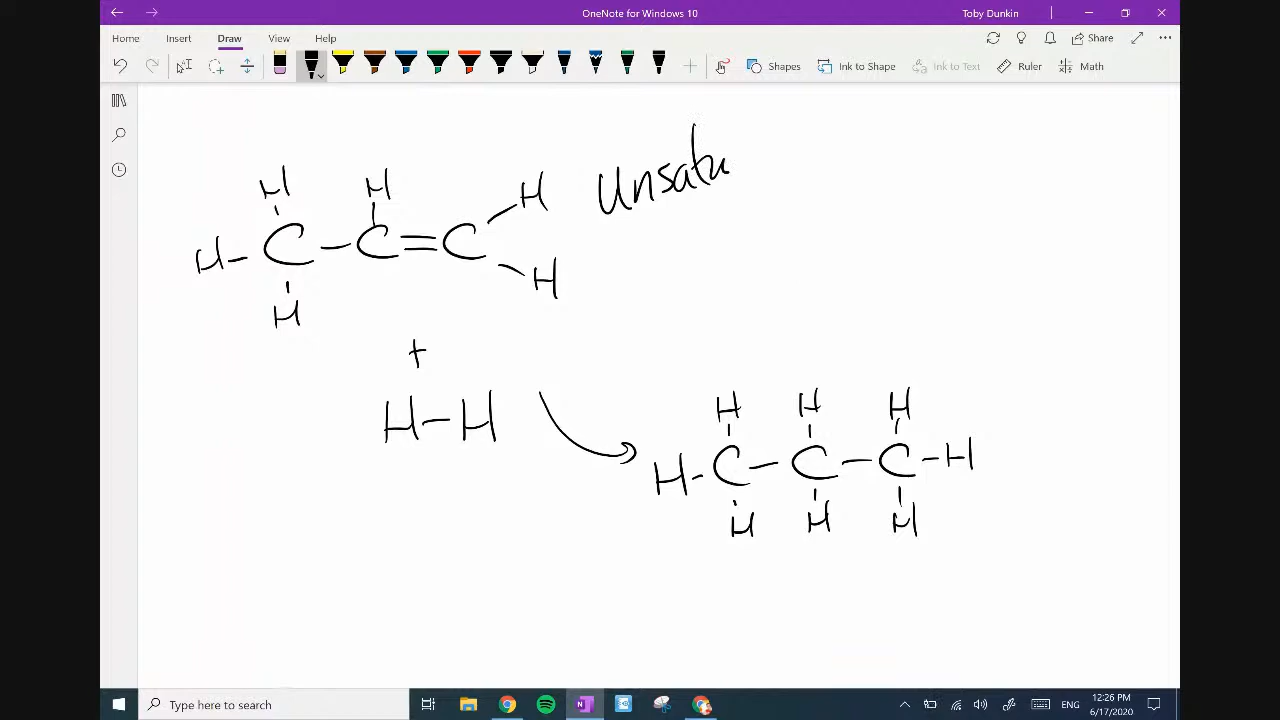 OneNote for Windows 10
Toby Dunkin
Home Insert Draw View Help
Share
Shapes Ink to Shape Ink to Text Ruler Math
Unsatu
H H H
H - C - C = C
H H
+
H - H
H H H
H - C - C - C - H
H H H
Type here to search
ENG
12:26 PM
6/17/2020